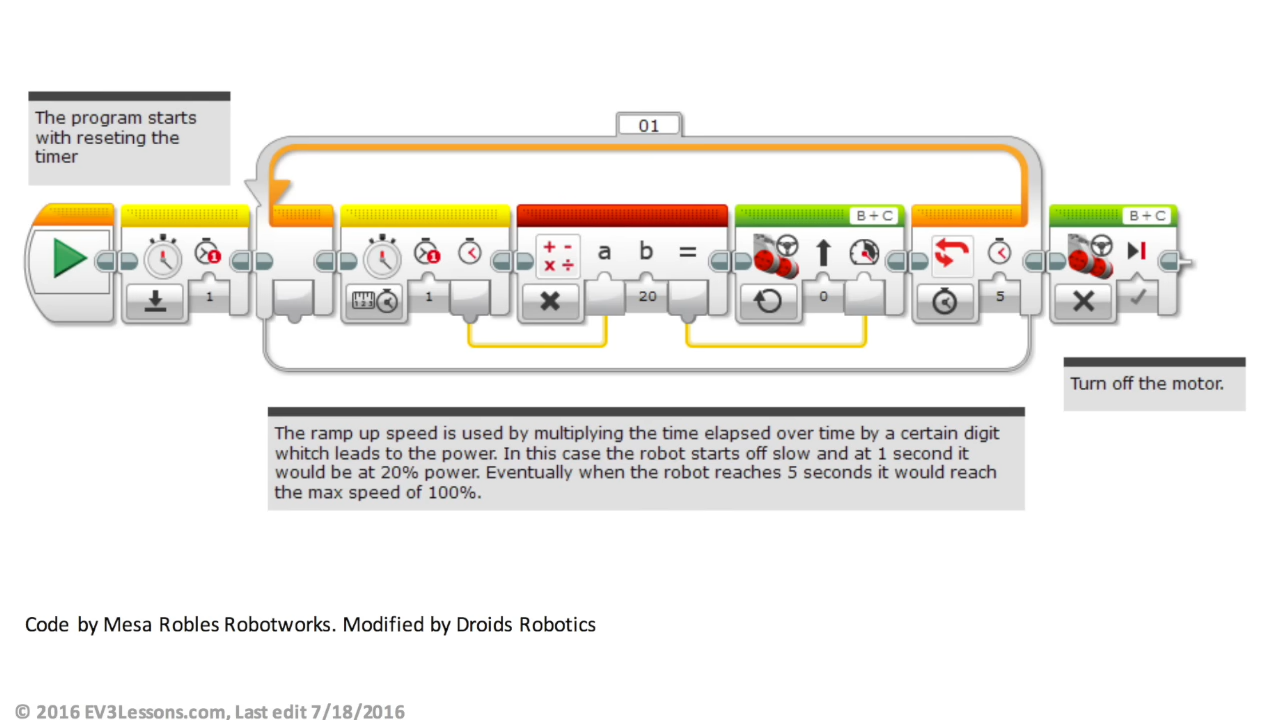 The program starts
with reseting the
timer
01
B+C
B+C
a b =
1
1
20
0
5
Turn off the motor.
The ramp up speed is used by multiplying the time elapsed over time by a certain digit
whitch leads to the power. In this case the robot starts off slow and at 1 second it
would be at 20% power. Eventually when the robot reaches 5 seconds it would reach
the max speed of 100%.
Code by Mesa Robles Robotworks. Modified by Droids Robotics
© 2016 EV3Lessons.com, Last edit 7/18/2016